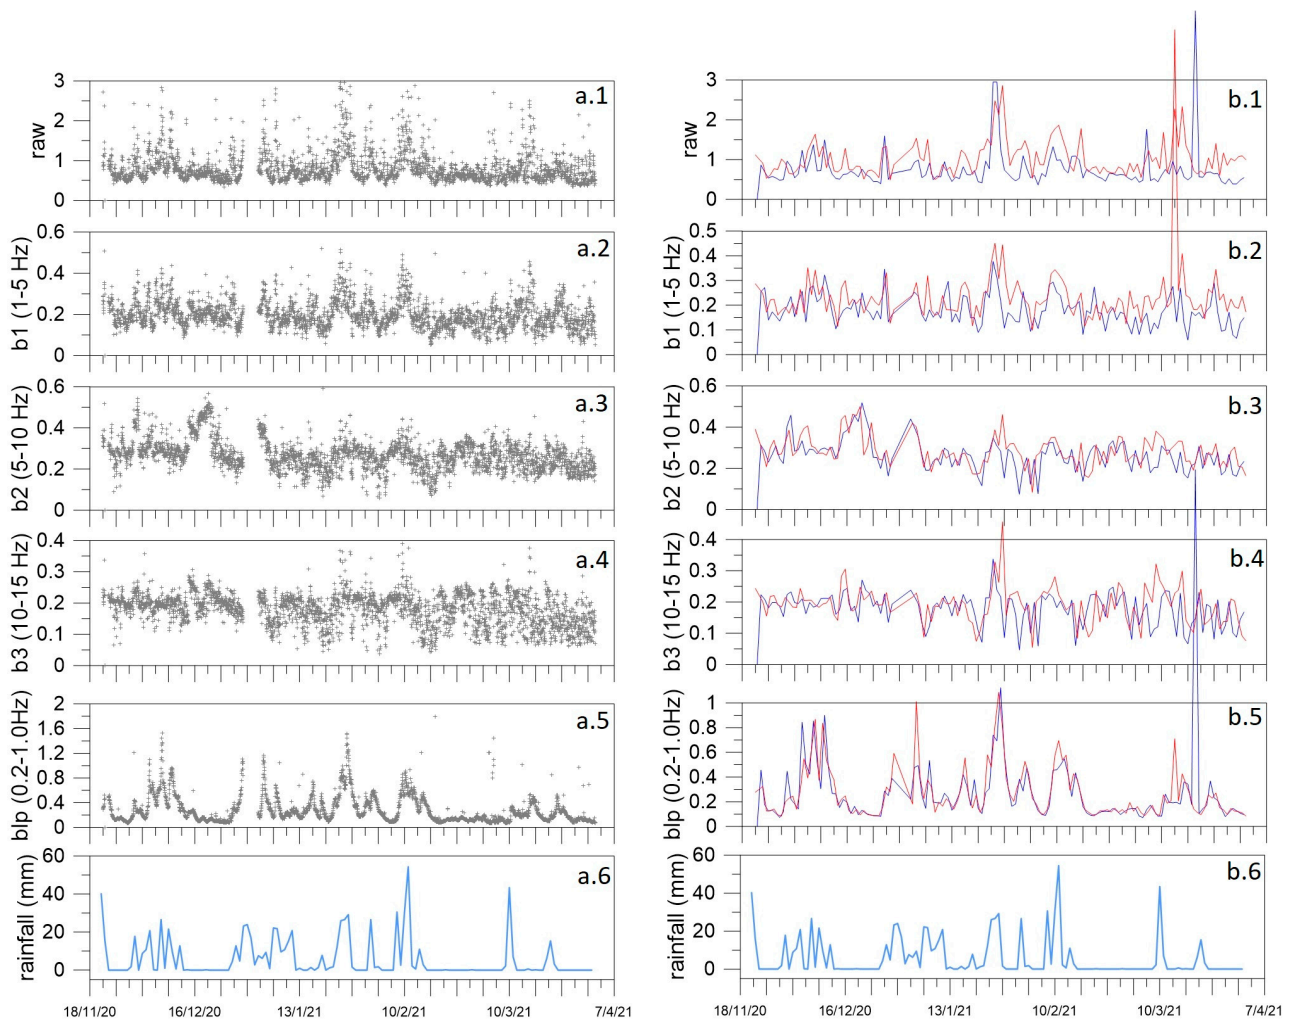 3
2
1
0
raw
a.1
0.6
0.4
0.2
0
b1 (1-5 Hz)
a.2
0.6
0.4
0.2
0
b2 (5-10 Hz)
a.3
0.4
0.3
0.2
0.1
0
b3 (10-15 Hz)
a.4
2
1.6
1.2
0.8
0.4
0
blp (0.2-1.0Hz)
a.5
60
40
20
0
rainfall (mm)
a.6
18/11/20 16/12/20 13/1/21 10/2/21 10/3/21 7/4/21
3
2
1
0
raw
b.1
0.5
0.4
0.3
0.2
0.1
0
b1 (1-5 Hz)
b.2
0.6
0.4
0.2
0
b2 (5-10 Hz)
b.3
0.4
0.3
0.2
0.1
0
b3 (10-15 Hz)
b.4
1
0.8
0.6
0.4
0.2
0
blp (0.2-1.0Hz)
b.5
60
40
20
0
rainfall (mm)
b.6
18/11/20 16/12/20 13/1/21 10/2/21 10/3/21 7/4/21